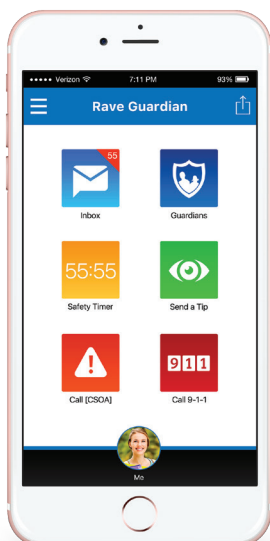 Verizon 7:11 PM 93%
Rave Guardian
55
Inbox Guardians
55:55
Safety Timer Send a Tip
911
Call [CSOA] Call 9-1-1
Me